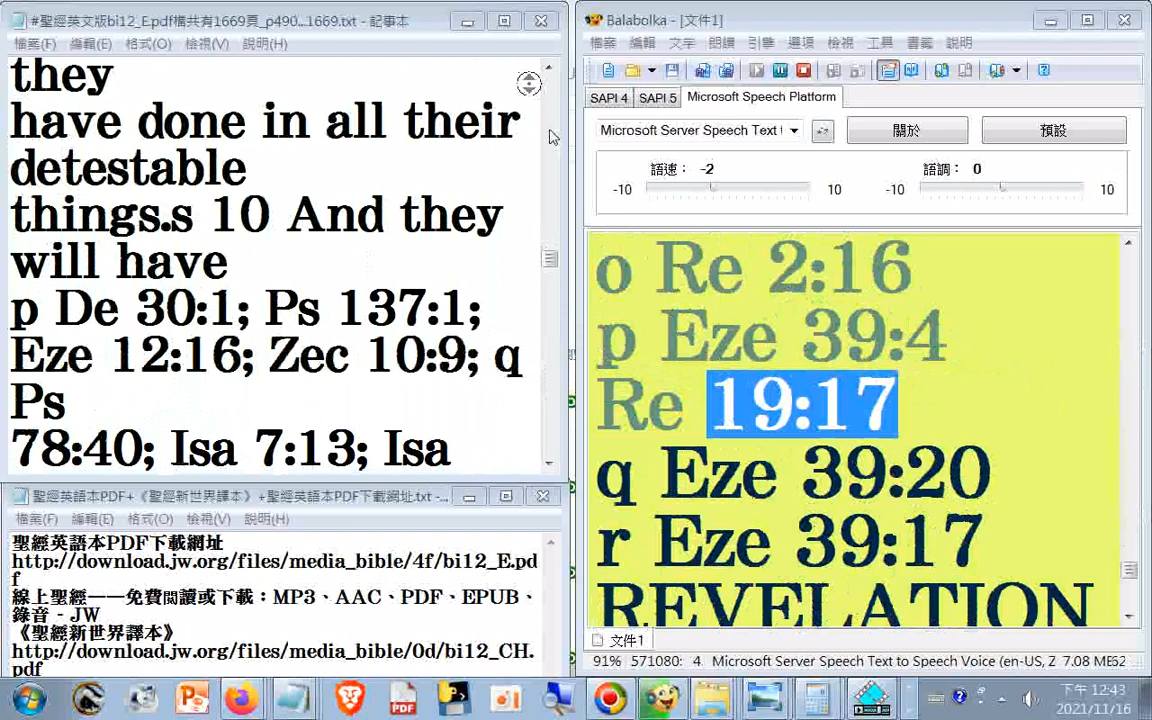 #聖經英文版bi12_E.pdf檔共有1669頁_p490...1669.txt - 記事本
檔案(F) 編輯(E) 格式(O) 檢視(V) 說明(H)
they
have done in all their
detestable
things.s 10 And they
will have
p De 30:1; Ps 137:1;
Eze 12:16; Zec 10:9; q
Ps
78:40; Isa 7:13; Isa
聖經英語本PDF+《聖經新世界譯本》+聖經英語本PDF下載網址.txt -...
檔案(F) 編輯(E) 格式(O) 檢視(V) 說明(H)
聖經英語本PDF下載網址
http://download.jw.org/files/media_bible/4f/bi12_E.pd
f
線上聖經——免費閱讀或下載：MP3、AAC、PDF、EPUB、
錄音 - JW
《聖經新世界譯本》
http://download.jw.org/files/media_bible/0d/bi12_CH.
pdf
Balabolka - [文件1]
檔案 編輯 文字 朗讀 引擎 選項 檢視 工具 書籤 說明
SAPI 4 SAPI 5 Microsoft Speech Platform
Microsoft Server Speech Text 關於 預設
語速： -2 語調： 0
-10 10 -10 10
o Re 2:16
p Eze 39:4
Re 19:17
q Eze 39:20
r Eze 39:17
REVELATION
文件1
91% 571080: 4. Microsoft Server Speech Text to Speech Voice (en-US, Z 7.08 ME
PDF
下午 12:43
2021/11/16